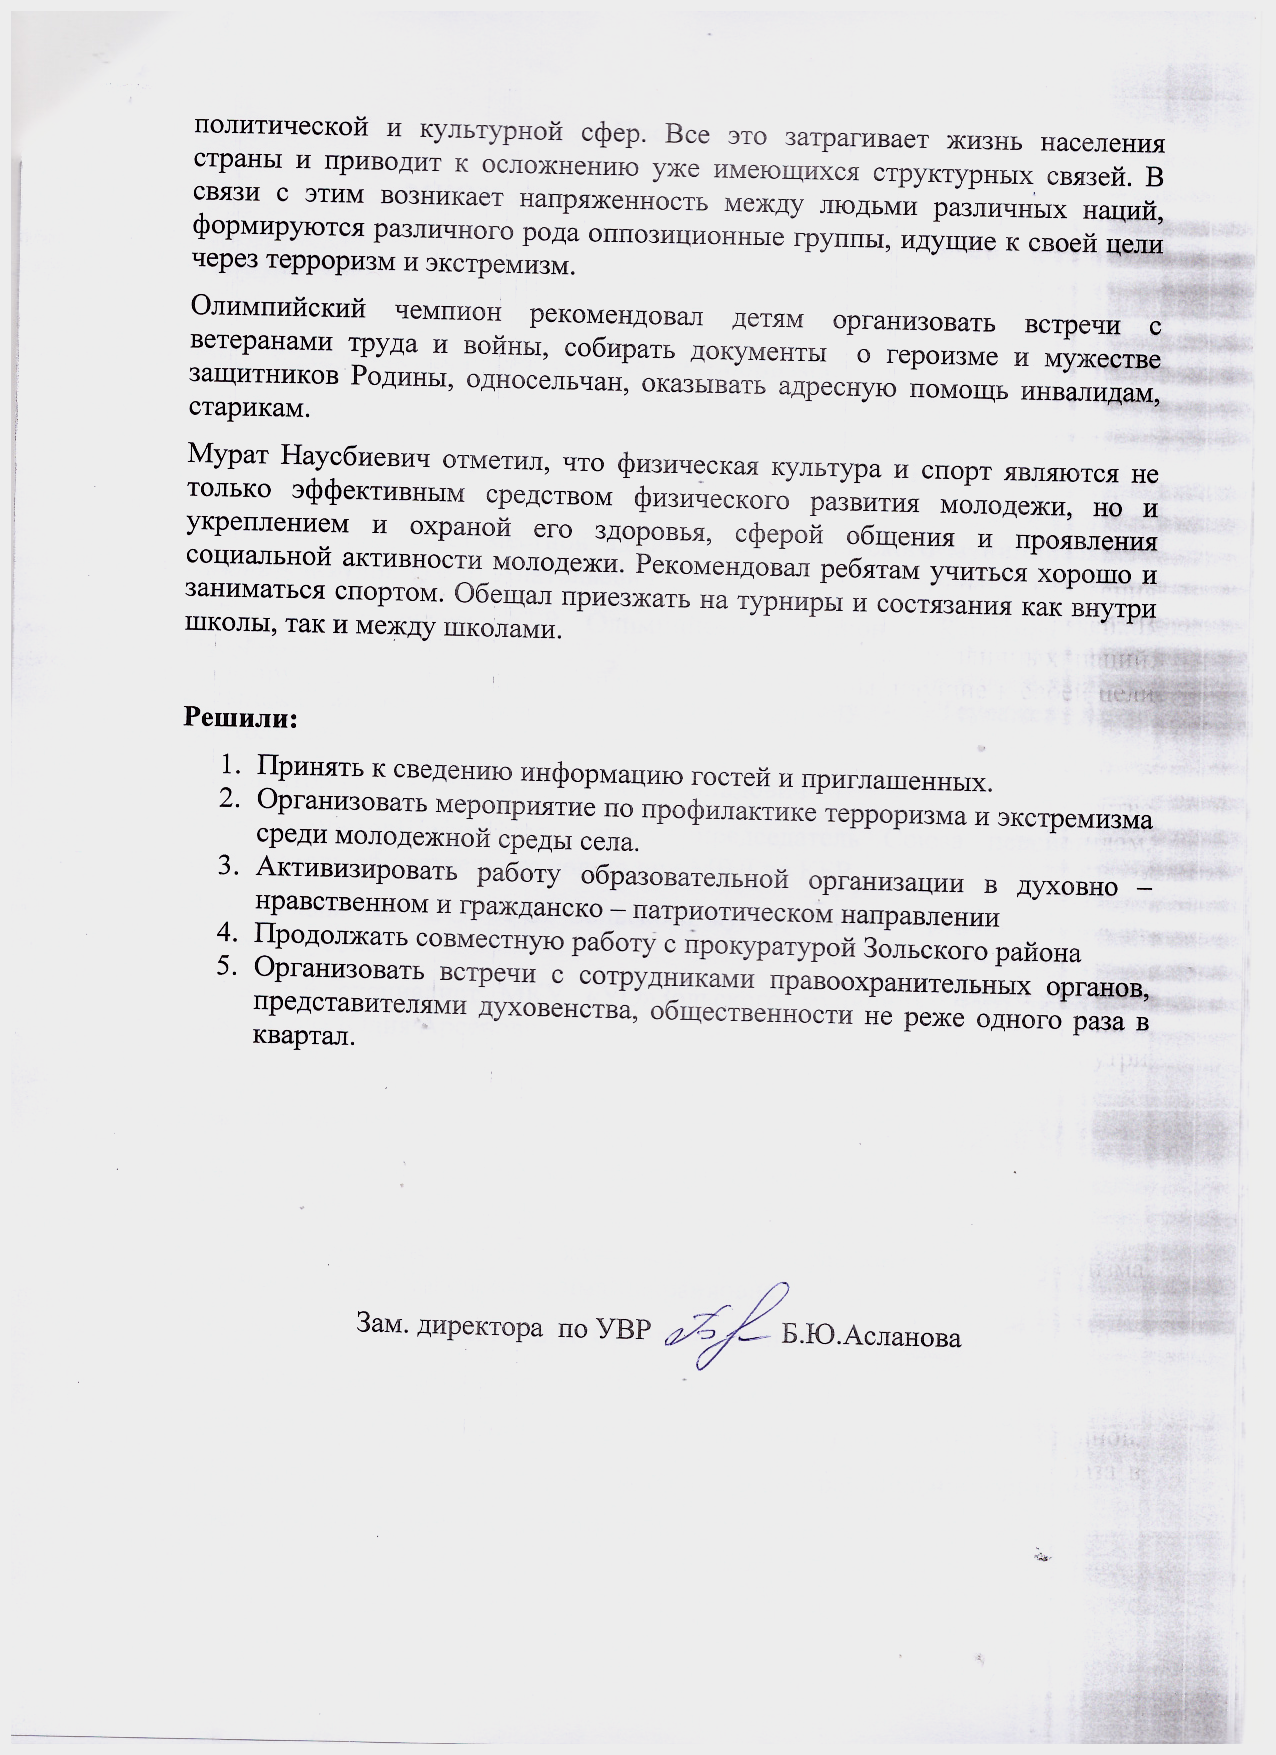 политической и культурной сфер. Все это затрагивает жизнь населения
страны и приводит к осложнению уже имеющихся структурных связей. В
связи с этим возникает напряженность между людьми различных наций,
формируются различного рода оппозиционные группы, идущие к своей цели
через терроризм и экстремизм.
Олимпийский чемпион рекомендовал детям организовать встречи с
ветеранами труда и войны, собирать документы о героизме и мужестве
защитников Родины, односельчан, оказывать адресную помощь инвалидам,
старикам.
Мурат Наусбиевич отметил, что физическая культура и спорт являются не
только эффективным средством физического развития молодежи, но и
укреплением и охраной его здоровья, сферой общения и проявления
социальной активности молодежи. Рекомендовал ребятам учиться хорошо и
заниматься спортом. Обещал приезжать на турниры и состязания как внутри
школы, так и между школами.
Решили:
1. Принять к сведению информацию гостей и приглашенных.
2. Организовать мероприятие по профилактике терроризма и экстремизма
среди молодежной среды села.
3. Активизировать работу образовательной организации в духовно –
нравственном и гражданско – патриотическом направлении
4. Продолжать совместную работу с прокуратурой Зольского района
5. Организовать встречи с сотрудниками правоохранительных органов,
представителями духовенства, общественности не реже одного раза в
квартал.
Зам. директора по УВР Б.Ю.Асланова